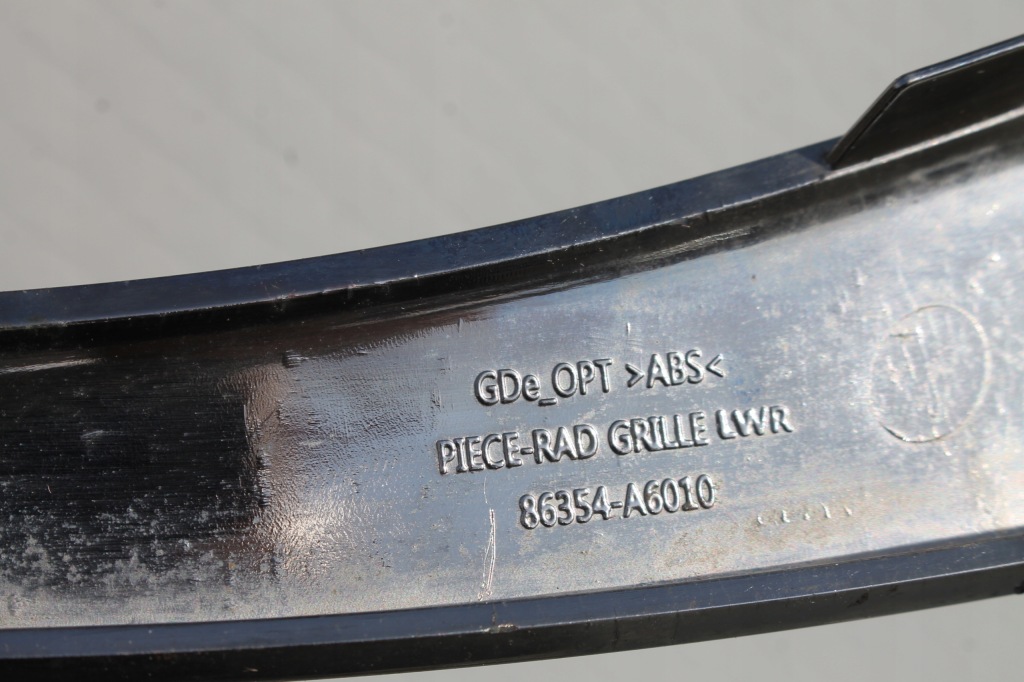 GDe_OPT >ABS<
PIECE-RAD GRILLE LWR
86354-A6010